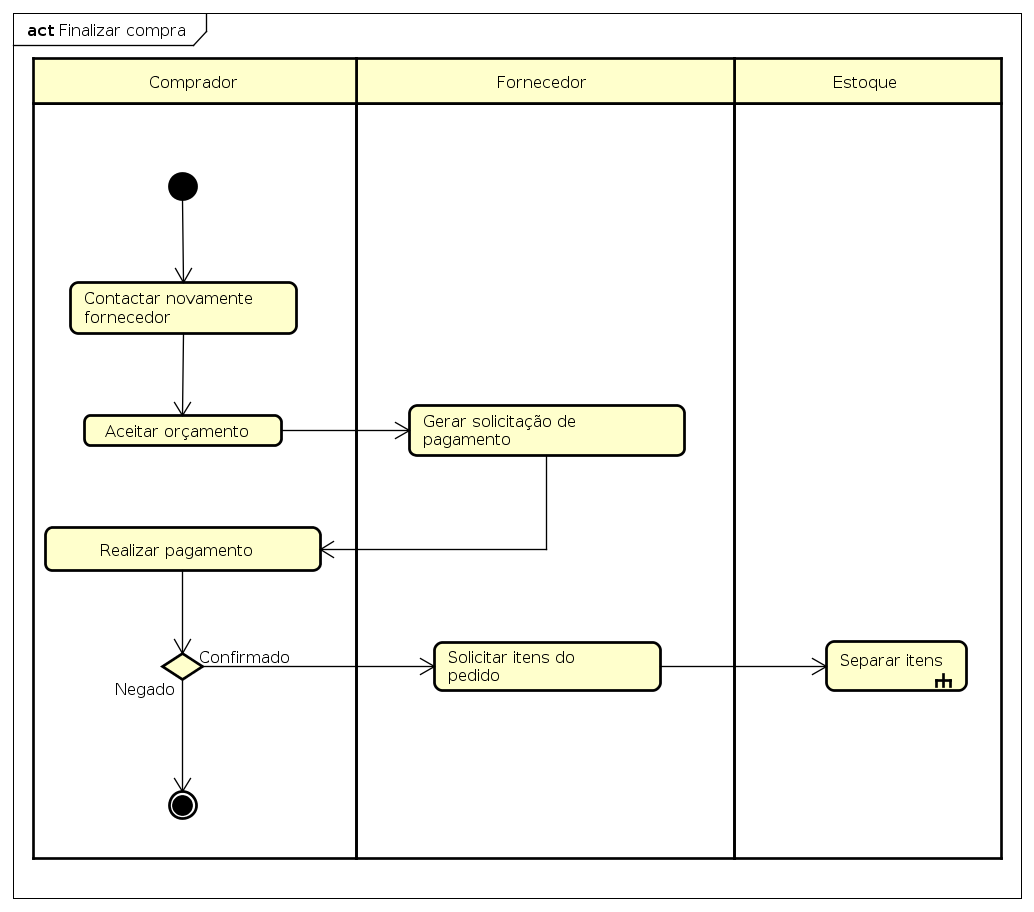 act Finalizar compra
Comprador
Fornecedor
Estoque
Contactar novamente
fornecedor
Aceitar orçamento
Gerar solicitação de
pagamento
Realizar pagamento
Confirmado
Negado
Solicitar itens do
pedido
Separar itens